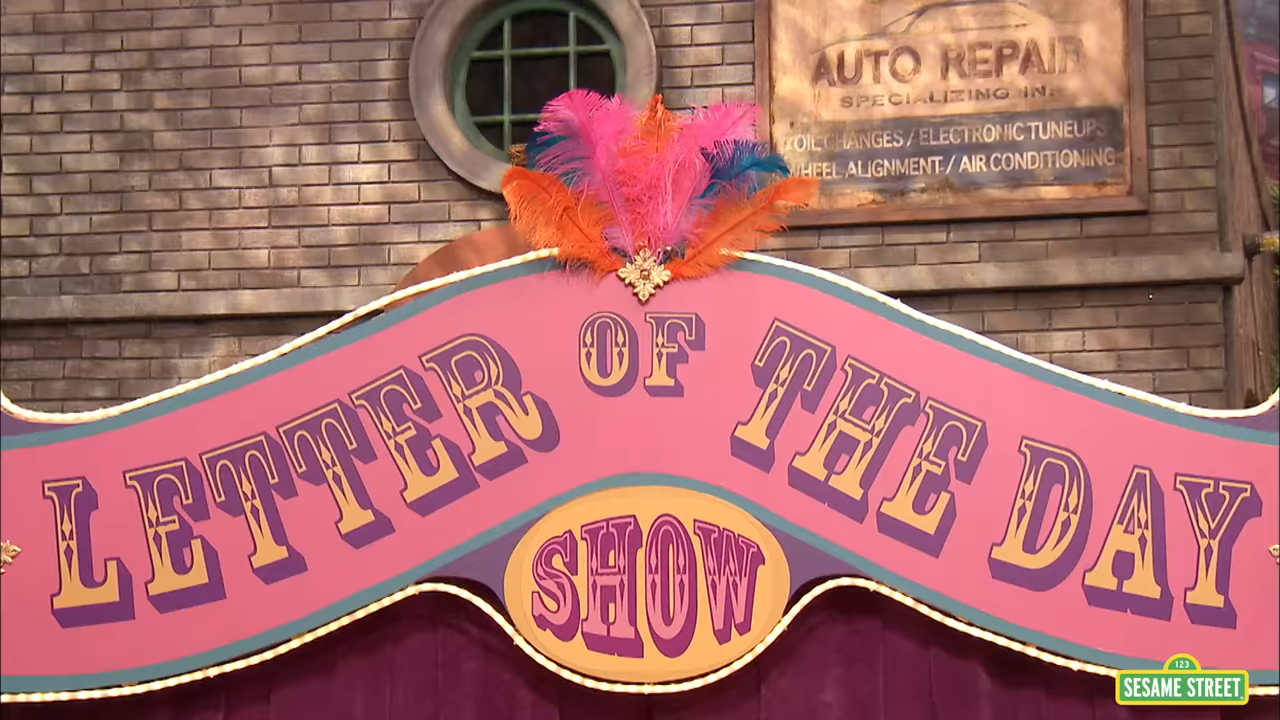 AUTO REPAIR
SPECIALIZING IN:
OIL CHANGES / ELECTRONIC TUNEUPS
WHEEL ALIGNMENT / AIR CONDITIONING
LETTER OF THE DAY
SHOW
123
SESAME STREET